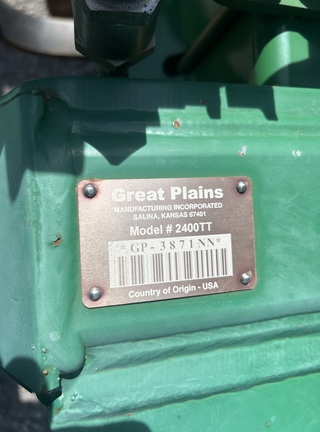 Great Plains
MANUFACTURING INCORPORATED
SALINA, KANSAS 67401
Model # 2400TT
*GP-3871NN*
Country of Origin - USA